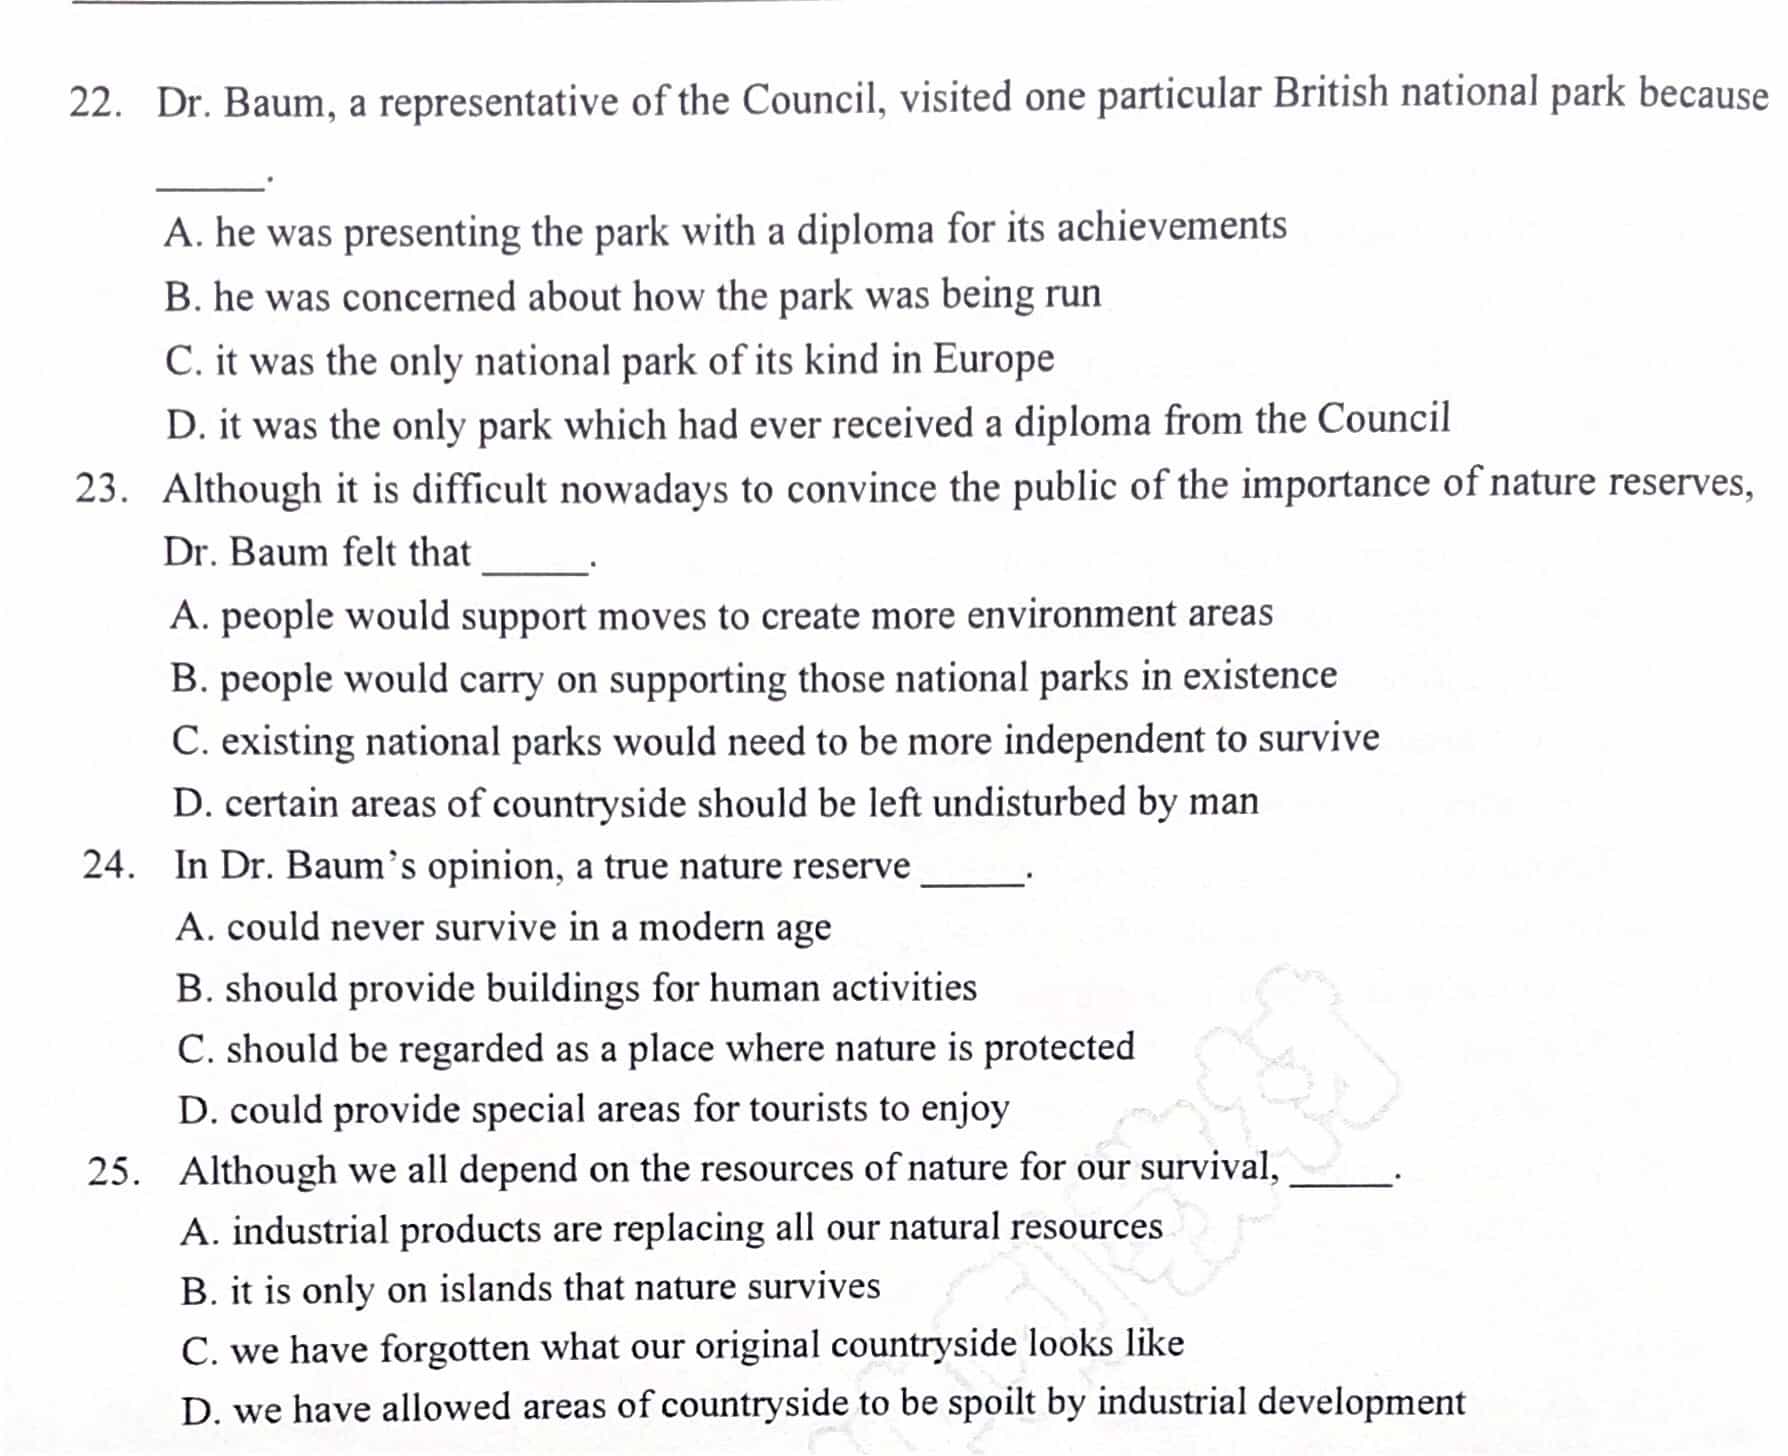 22. Dr. Baum, a representative of the Council, visited one particular British national park because
_____.
A. he was presenting the park with a diploma for its achievements
B. he was concerned about how the park was being run
C. it was the only national park of its kind in Europe
D. it was the only park which had ever received a diploma from the Council
23. Although it is difficult nowadays to convince the public of the importance of nature reserves,
Dr. Baum felt that _____.
A. people would support moves to create more environment areas
B. people would carry on supporting those national parks in existence
C. existing national parks would need to be more independent to survive
D. certain areas of countryside should be left undisturbed by man
24. In Dr. Baum's opinion, a true nature reserve _____.
A. could never survive in a modern age
B. should provide buildings for human activities
C. should be regarded as a place where nature is protected
D. could provide special areas for tourists to enjoy
25. Although we all depend on the resources of nature for our survival, _____.
A. industrial products are replacing all our natural resources
B. it is only on islands that nature survives
C. we have forgotten what our original countryside looks like
D. we have allowed areas of countryside to be spoilt by industrial development